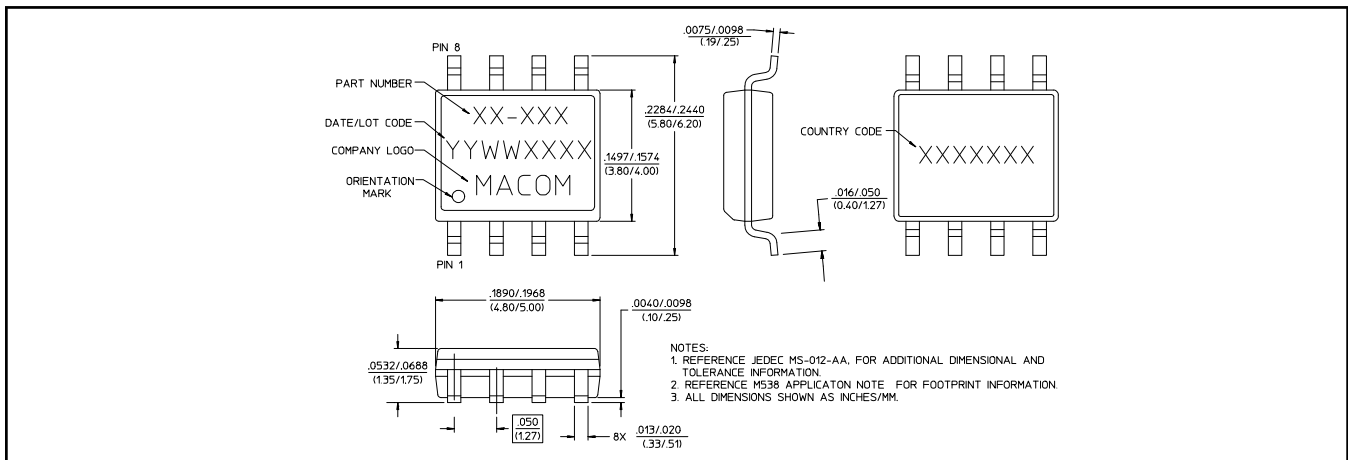 PIN 8
PART NUMBER
XX-XXX
DATE/LOT CODE
YYWWXXXX
COMPANY LOGO
MACOM
ORIENTATION
MARK
PIN 1
.1497/.1574
(3.80/4.00)
.2284/.2440
(5.80/6.20)
.0075/.0098
(.19/.25)
.016/.050
(0.40/1.27)
COUNTRY CODE
XXXXXXX
.1890/.1968
(4.80/5.00)
.0040/.0098
(.10/.25)
.0532/.0688
(1.35/1.75)
.050
(1.27)
8X .013/.020
(.33/.51)
NOTES:
1. REFERENCE JEDEC MS-012-AA, FOR ADDITIONAL DIMENSIONAL AND
TOLERANCE INFORMATION.
2. REFERENCE M538 APPLICATON NOTE FOR FOOTPRINT INFORMATION.
3. ALL DIMENSIONS SHOWN AS INCHES/MM.